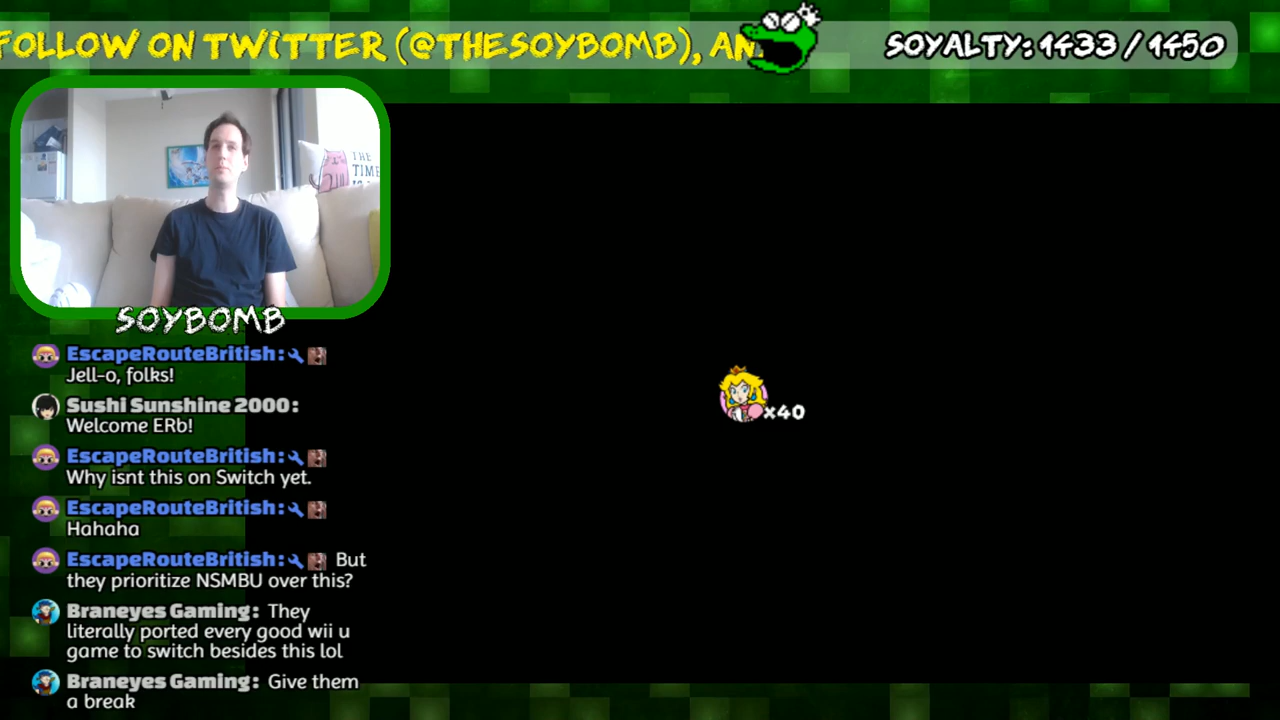 FOLLOW ON TWITTER (@THESOYBOMB), AN
SOYALTY: 1433 / 1450
THE
TIME
SOYBOMB
EscapeRouteBritish:
Jell-o, folks!
Sushi Sunshine 2000:
Welcome ERb!
EscapeRouteBritish:
Why isnt this on Switch yet.
EscapeRouteBritish:
Hahaha
EscapeRouteBritish: But
they prioritize NSMBU over this?
Braneyes Gaming: They
literally ported every good wii u
game to switch besides this lol
Braneyes Gaming: Give them
a break
×40